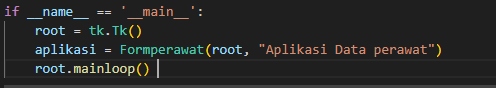 if __name__ == '__main__':
    root = tk.Tk()
    aplikasi = Formperawat(root, "Aplikasi Data perawat")
    root.mainloop()